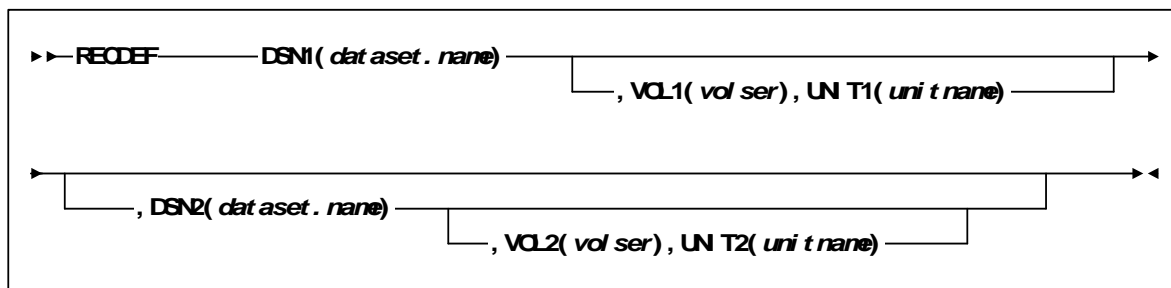 RECDEF DSN1(dataset.name)
, VOL1(volser), UNIT1(unitname)
, DSN2(dataset.name)
, VOL2(volser), UNIT2(unitname)